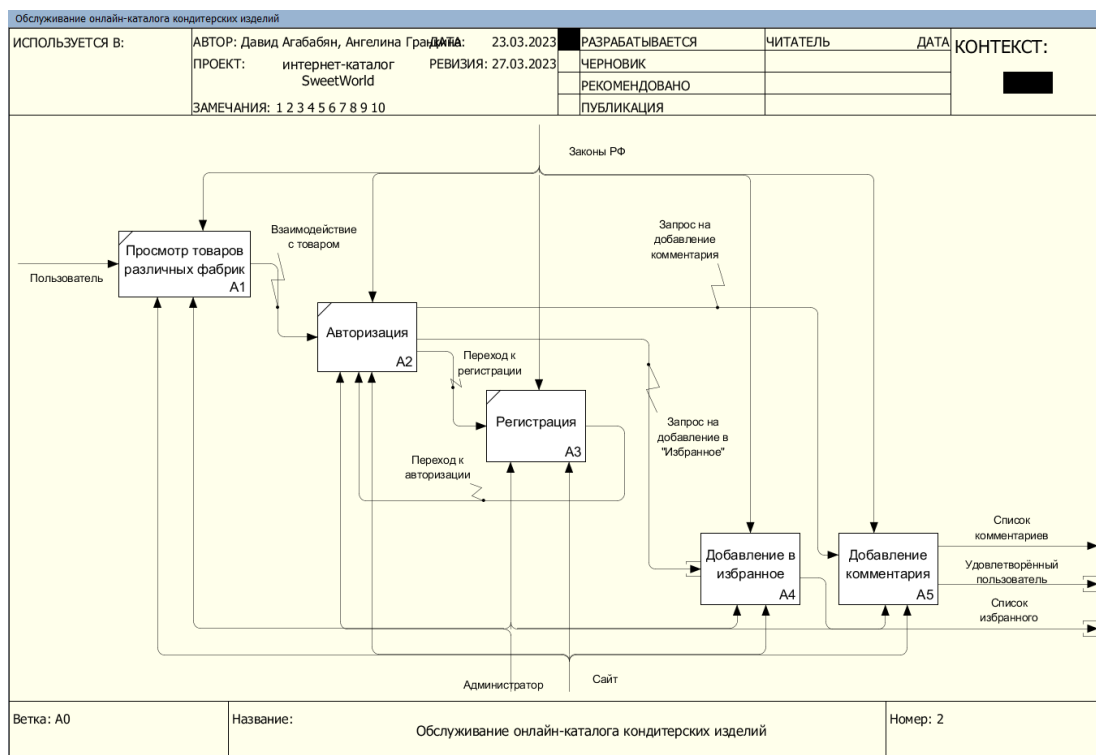 Обслуживание онлайн-каталога кондитерских изделий
ИСПОЛЬЗУЕТСЯ В:
АВТОР: Давид Агабабян, Ангелина
ДАТА: 23.03.2023
ПРОЕКТ: интернет-каталог
SweetWorld
РЕВИЗИЯ: 27.03.2023
ЗАМЕЧАНИЯ: 1 2 3 4 5 6 7 8 9 10
РАЗРАБАТЫВАЕТСЯ
ЧЕРНОВИК
РЕКОМЕНДОВАНО
ПУБЛИКАЦИЯ
ЧИТАТЕЛЬ
ДАТА
КОНТЕКСТ:
Законы РФ
Взаимодействие
с товаром
Запрос на
добавление
комментария
Пользователь
Просмотр товаров
различных фабрик
A1
Авторизация
A2
Переход к
регистрации
Регистрация
A3
Запрос на
добавление в
"Избранное"
Переход к
авторизации
Добавление в
избранное
A4
Добавление
комментария
A5
Список
комментариев
Удовлетворённый
пользователь
Список
избранного
Администратор
Сайт
Ветка: A0
Название:
Обслуживание онлайн-каталога кондитерских изделий
Номер: 2